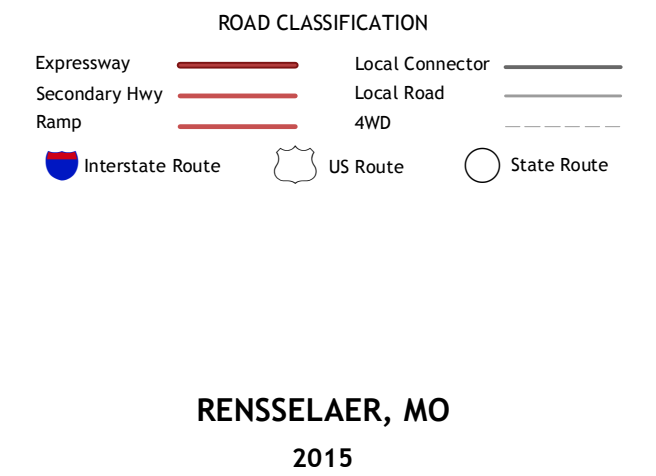 ROAD CLASSIFICATION
Expressway
Local Connector
Secondary Hwy
Local Road
Ramp
4WD
Interstate Route
US Route
State Route
RENSSELAER, MO
2015